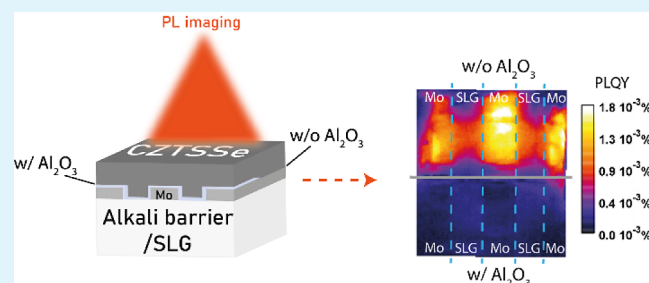 PL imaging
CZTSSe
w/ Al₂O₃
w/o Al₂O₃
Mo
Alkali barrier
/SLG
w/o Al₂O₃
Mo SLG Mo SLG Mo
Mo SLG Mo SLG Mo
w/ Al₂O₃
PLQY
1.8 10⁻³%
1.3 10⁻³%
0.9 10⁻³%
0.4 10⁻³%
0.0 10⁻³%